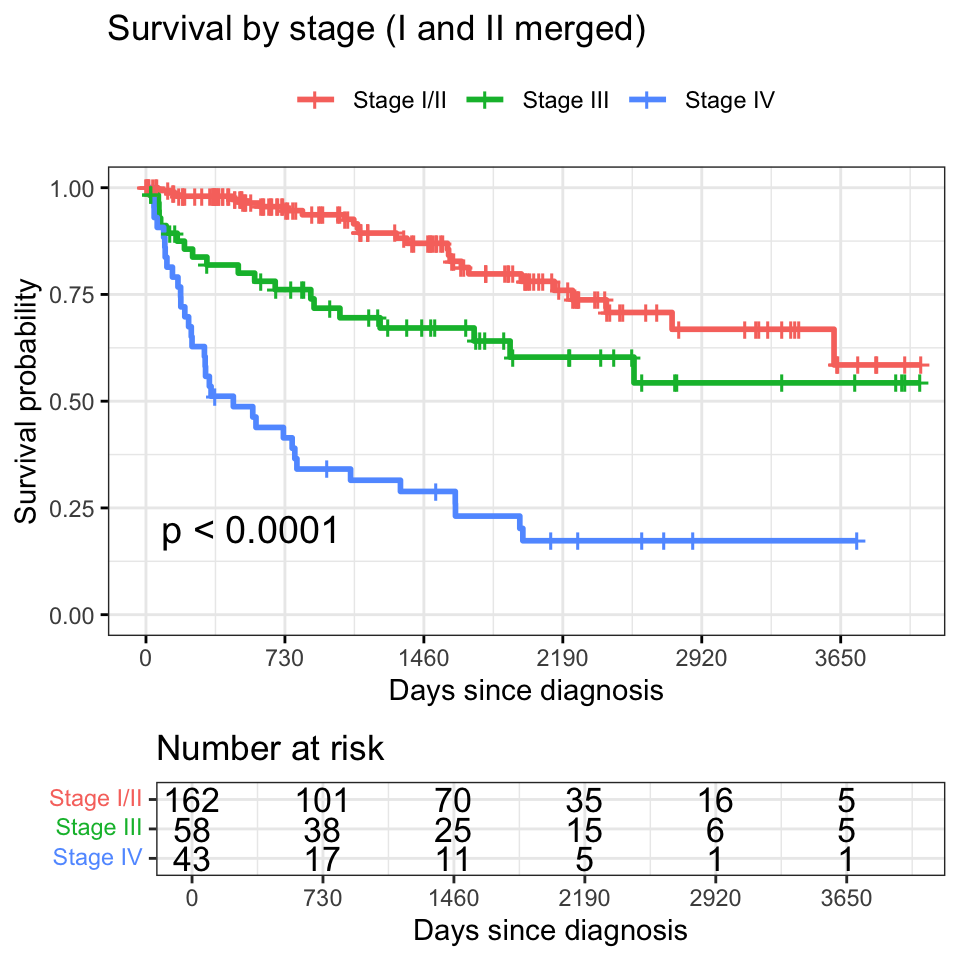 Survival by stage (I and II merged)
Stage I/II Stage III Stage IV
Survival probability
1.00
0.75
0.50
0.25
0.00
p < 0.0001
0 730 1460 2190 2920 3650
Days since diagnosis
Number at risk
Stage I/II 162 101 70 35 16 5
Stage III 58 38 25 15 6 5
Stage IV 43 17 11 5 1 1
0 730 1460 2190 2920 3650
Days since diagnosis